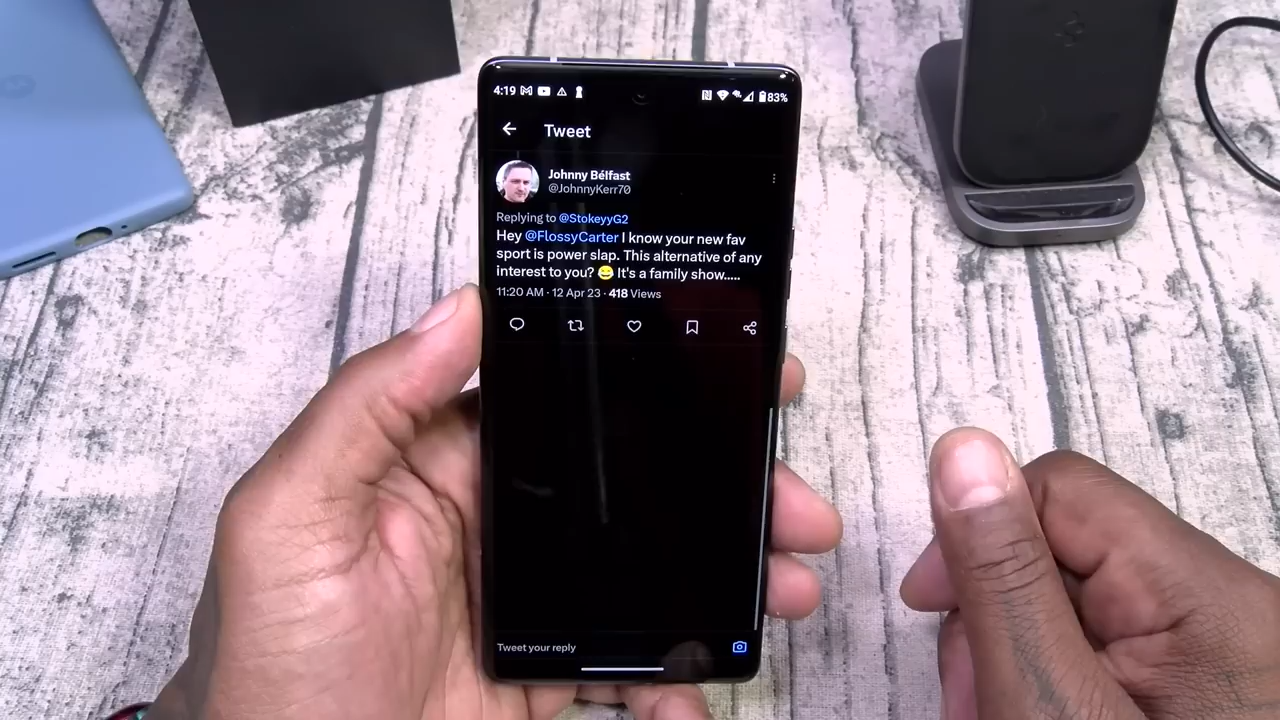 4:19
83%
Tweet
Johnny Bélfast
@JohnnyKerr70
Replying to @StokeyyG2
Hey @FlossyCarter I know your new fav
sport is power slap. This alternative of any
interest to you? 😅 It's a family show.....
11:20 AM · 12 Apr 23 · 418 Views
Tweet your reply